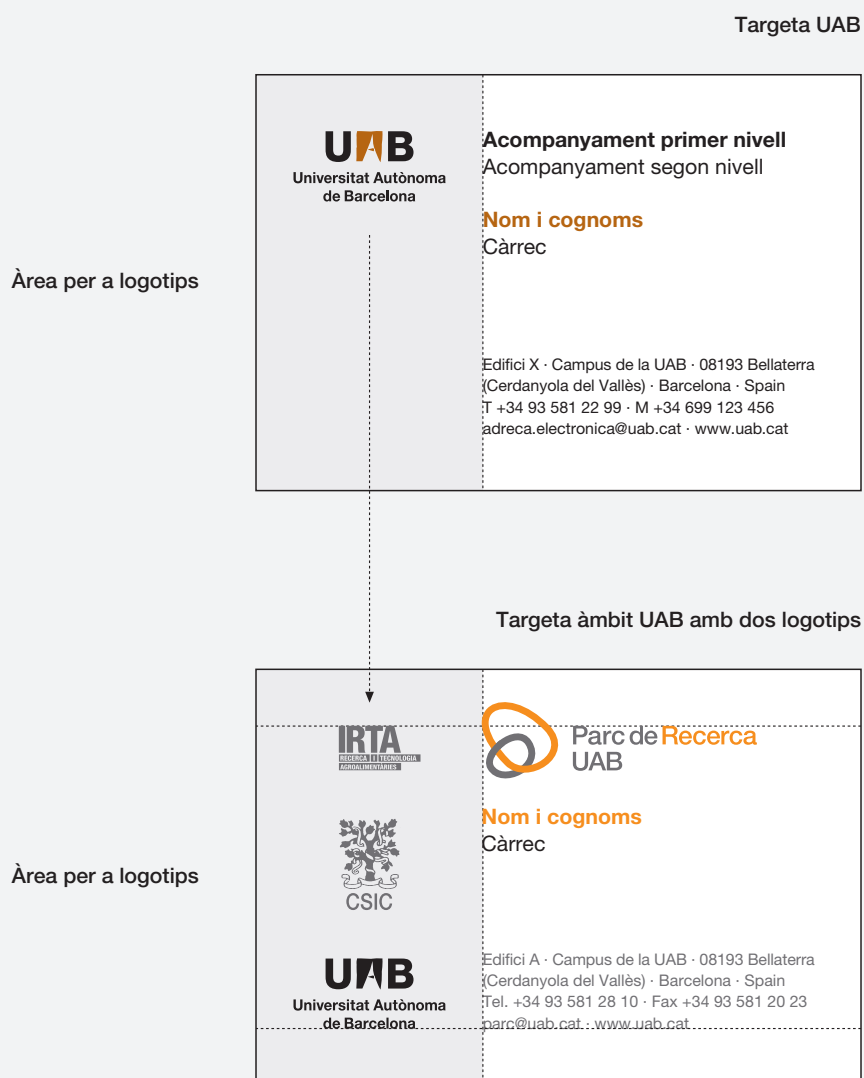 Targeta UAB
UAB
Universitat Autònoma
de Barcelona
Acompanyament primer nivell
Acompanyament segon nivell
Nom i cognoms
Càrrec
Àrea per a logotips
Edifici X · Campus de la UAB · 08193 Bellaterra
(Cerdanyola del Vallès) · Barcelona · Spain
T +34 93 581 22 99 · M +34 699 123 456
adreca.electronica@uab.cat · www.uab.cat
Targeta àmbit UAB amb dos logotips
IRTA
RECERCA I TECNOLOGIA
AGROALIMENTÀRIES
Parc de Recerca
UAB
Nom i cognoms
Càrrec
CSIC
Àrea per a logotips
UAB
Universitat Autònoma
de Barcelona
Edifici A · Campus de la UAB · 08193 Bellaterra
(Cerdanyola del Vallès) · Barcelona · Spain
Tel. +34 93 581 28 10 · Fax +34 93 581 20 23
parc@uab.cat · www.uab.cat